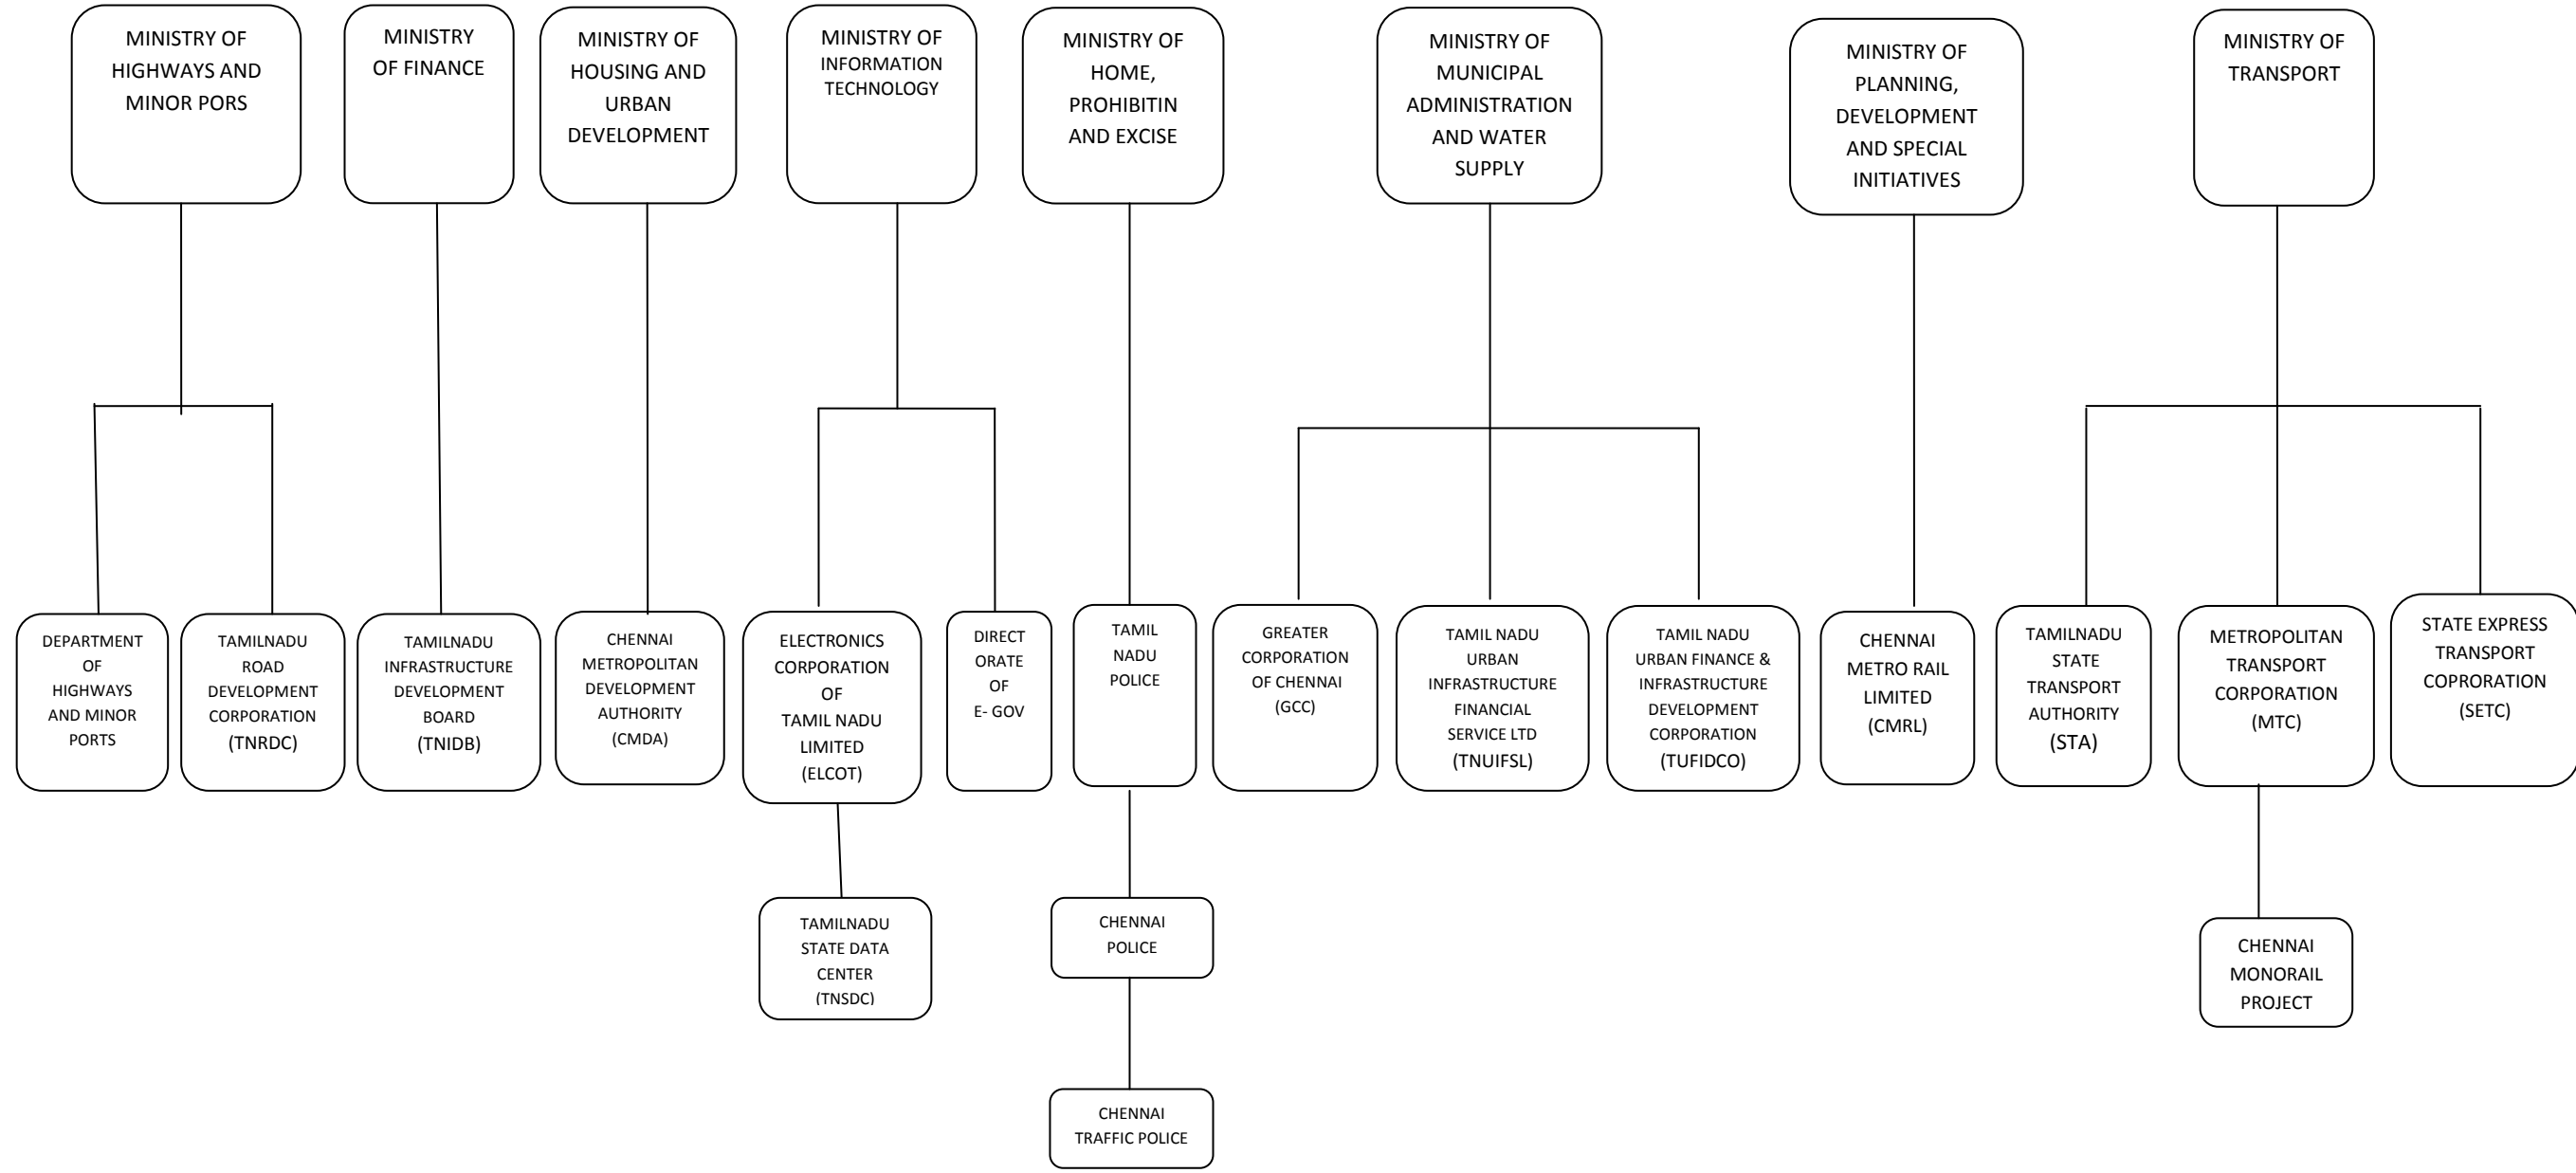 MINISTRY OF
HIGHWAYS AND
MINOR PORS
MINISTRY
OF FINANCE
MINISTRY OF
HOUSING AND
URBAN
DEVELOPMENT
MINISTRY OF
INFORMATION
TECHNOLOGY
MINISTRY OF
HOME,
PROHIBITIN
AND EXCISE
MINISTRY OF
MUNICIPAL
ADMINISTRATION
AND WATER
SUPPLY
MINISTRY OF
PLANNING,
DEVELOPMENT
AND SPECIAL
INITIATIVES
MINISTRY OF
TRANSPORT
DEPARTMENT
OF
HIGHWAYS
AND MINOR
PORTS
TAMILNADU
ROAD
DEVELOPMENT
CORPORATION
(TNRDC)
TAMILNADU
INFRASTRUCTURE
DEVELOPMENT
BOARD
(TNIDB)
CHENNAI
METROPOLITAN
DEVELOPMENT
AUTHORITY
(CMDA)
ELECTRONICS
CORPORATION
OF
TAMIL NADU
LIMITED
(ELCOT)
DIRECT
ORATE
OF
E- GOV
TAMIL
NADU
POLICE
GREATER
CORPORATION
OF CHENNAI
(GCC)
TAMIL NADU
URBAN
INFRASTRUCTURE
FINANCIAL
SERVICE LTD
(TNUIFSL)
TAMIL NADU
URBAN FINANCE &
INFRASTRUCTURE
DEVELOPMENT
CORPORATION
(TUFIDCO)
CHENNAI
METRO RAIL
LIMITED
(CMRL)
TAMILNADU
STATE
TRANSPORT
AUTHORITY
(STA)
METROPOLITAN
TRANSPORT
CORPORATION
(MTC)
STATE EXPRESS
TRANSPORT
COPRORATION
(SETC)
TAMILNADU
STATE DATA
CENTER
(TNSDC)
CHENNAI
POLICE
CHENNAI
MONORAIL
PROJECT
CHENNAI
TRAFFIC POLICE